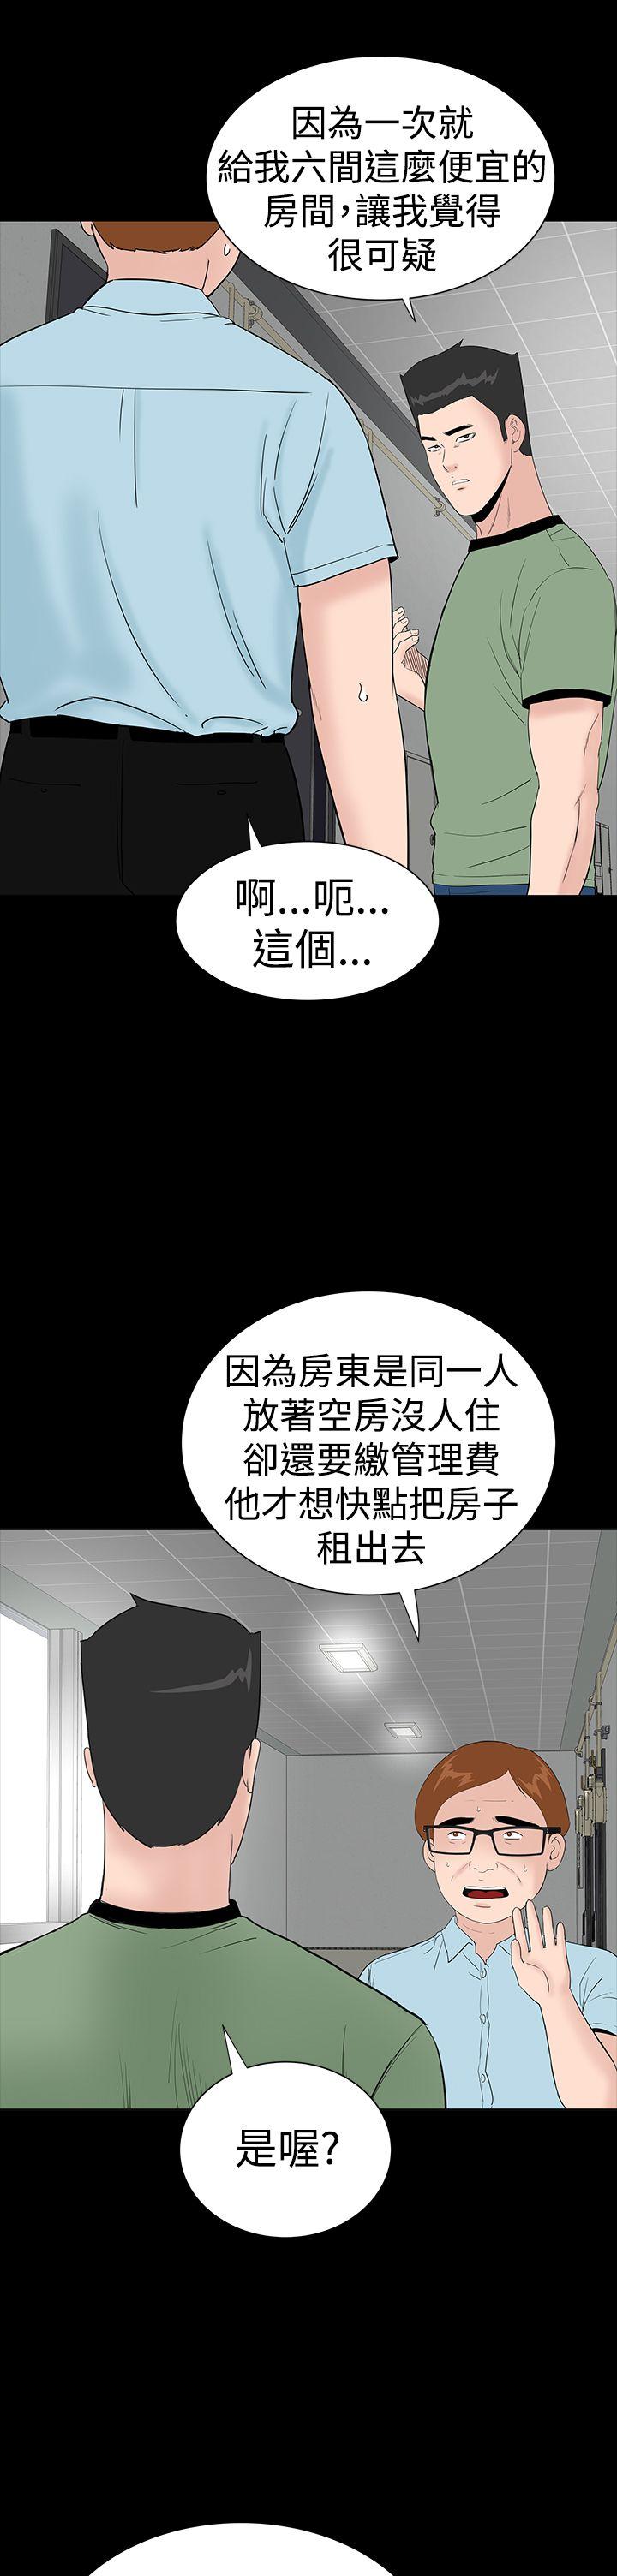 因為一次就
給我六間這麼便宜的
房間，讓我覺得
很可疑
啊...呃...
這個...
因為房東是同一人
放著空房沒人住
卻還要繳管理費
他才想快點把房子
租出去
是喔?